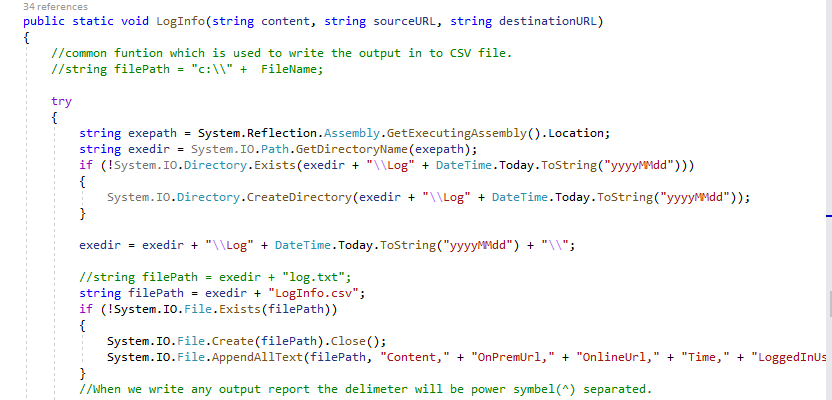 34 references
public static void LogInfo(string content, string sourceURL, string destinationURL)
{
//common funtion which is used to write the output in to CSV file.
//string filePath = "c:\\" +  FileName;
try
{
string exepath = System.Reflection.Assembly.GetExecutingAssembly().Location;
string exedir = System.IO.Path.GetDirectoryName(exepath);
if (!System.IO.Directory.Exists(exedir + "\\Log" + DateTime.Today.ToString("yyyyMMdd")))
{
System.IO.Directory.CreateDirectory(exedir + "\\Log" + DateTime.Today.ToString("yyyyMMdd"));
}
exedir = exedir + "\\Log" + DateTime.Today.ToString("yyyyMMdd") + "\\";
//string filePath = exedir + "log.txt";
string filePath = exedir + "LogInfo.csv";
if (!System.IO.File.Exists(filePath))
{
System.IO.File.Create(filePath).Close();
System.IO.File.AppendAllText(filePath, "Content," + "OnPremUrl," + "OnlineUrl," + "Time," + "LoggedInUs
}
//When we write any output report the delimeter will be power symbel(^) separated.